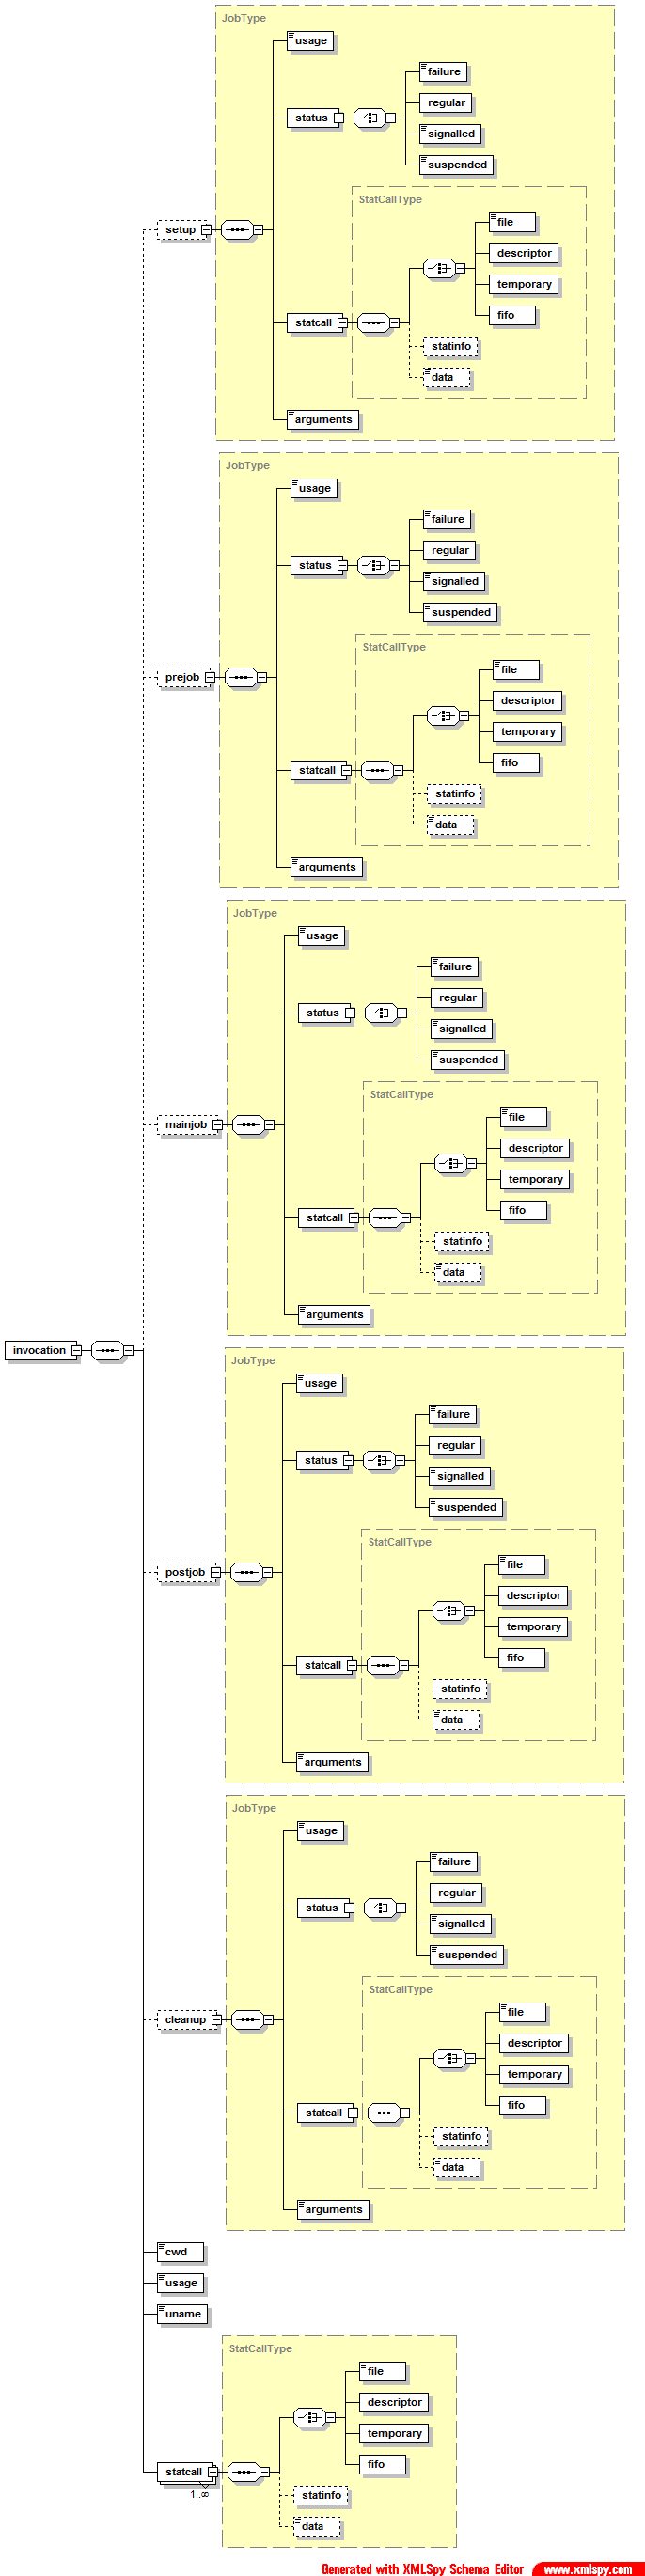 JobType
usage
failure
status
regular
signalled
suspended
StatCallType
setup
file
descriptor
temporary
fifo
statcall
statinfo
data
arguments
JobType
usage
failure
regular
status
signalled
suspended
StatCallType
prejob
file
descriptor
temporary
fifo
statcall
statinfo
data
arguments
JobType
usage
failure
regular
status
signalled
suspended
StatCallType
mainjob
file
descriptor
temporary
fifo
statcall
statinfo
data
arguments
invocation
JobType
usage
failure
regular
status
signalled
suspended
StatCallType
postjob
file
descriptor
temporary
fifo
statcall
statinfo
data
arguments
JobType
usage
failure
regular
status
signalled
suspended
StatCallType
cleanup
file
descriptor
temporary
fifo
statcall
statinfo
data
arguments
cwd
usage
uname
StatCallType
file
descriptor
temporary
fifo
statcall
1..∞
statinfo
data
Generated with XMLSpy Schema Editor www.xmlspy.com